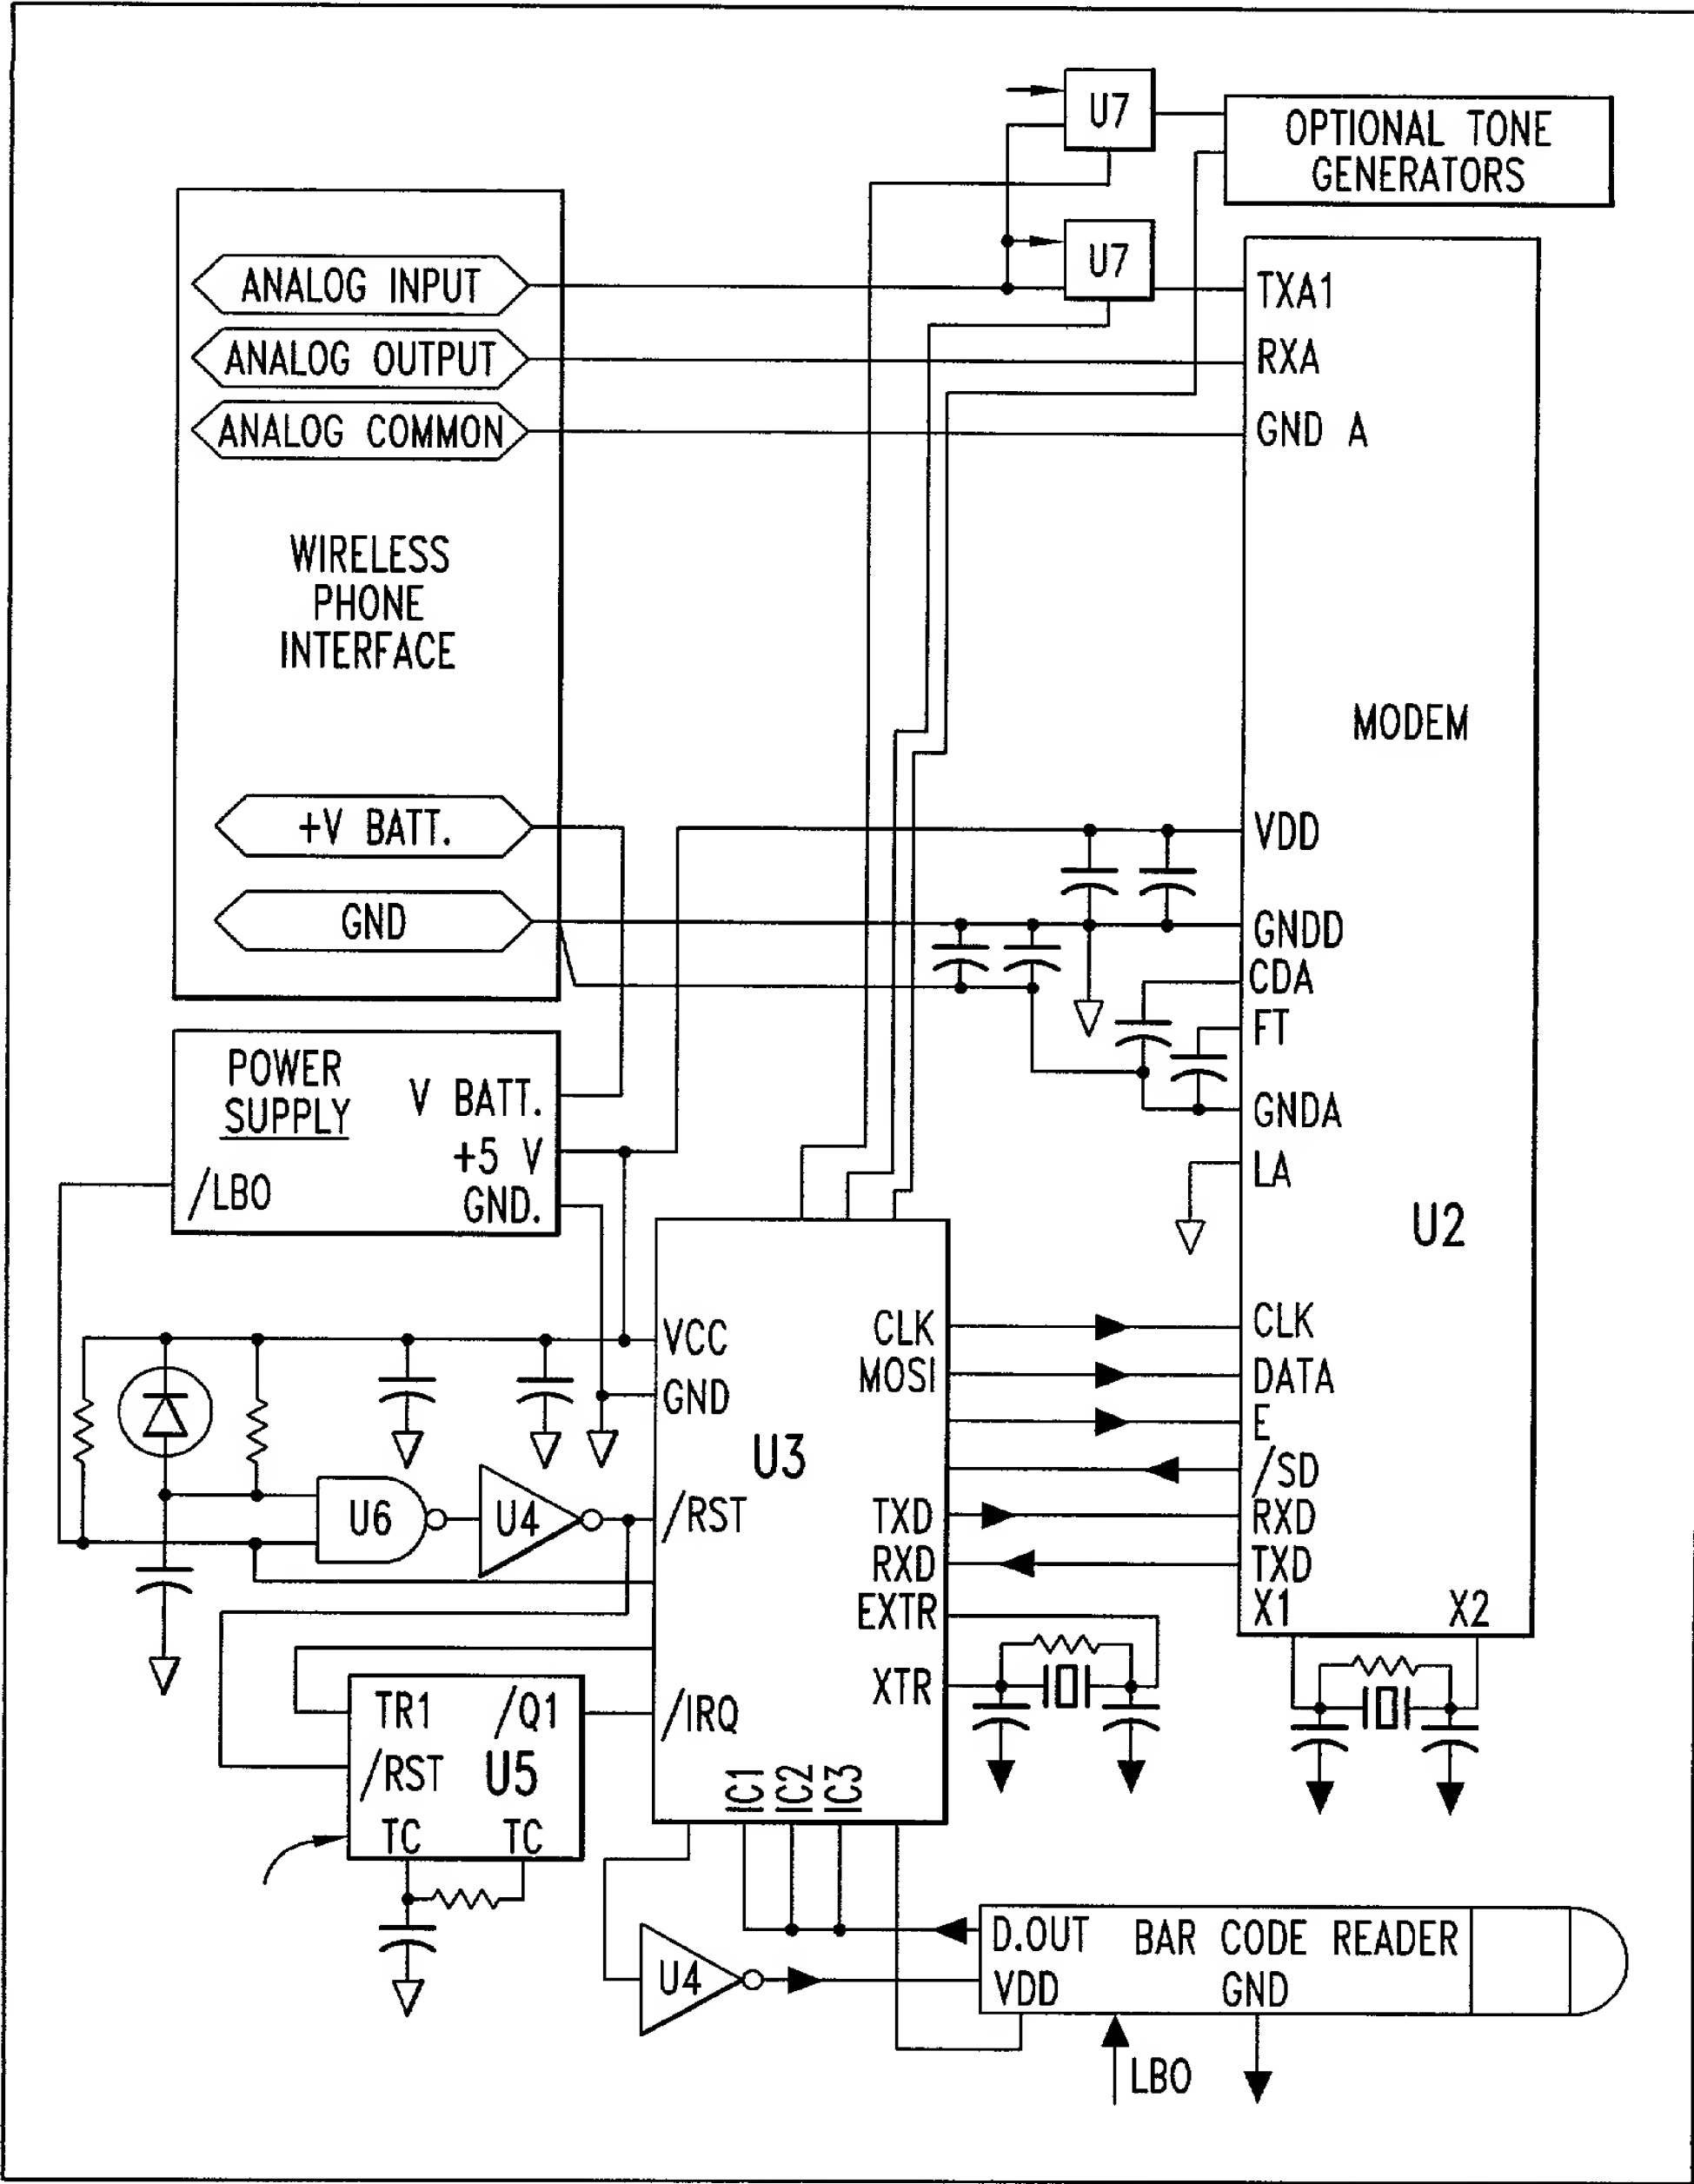 U7
OPTIONAL TONE
GENERATORS
U7
ANALOG INPUT
TXA1
ANALOG OUTPUT
RXA
ANALOG COMMON
GND A
WIRELESS
PHONE
INTERFACE
MODEM
+V BATT.
VDD
GND
GNDD
CDA
FT
POWER
SUPPLY
V BATT.
GNDA
+5 V
LA
/LBO
GND.
U2
VCC
CLK
CLK
MOSI
DATA
GND
E
U3
/SD
U6
U4
/RST
TXD
RXD
RXD
TXD
EXTR
X1
X2
XTR
TR1
/Q1
/IRQ
/RST
U5
IC1
IC2
IC3
TC
TC
D.OUT
BAR CODE READER
U4
VDD
GND
LBO